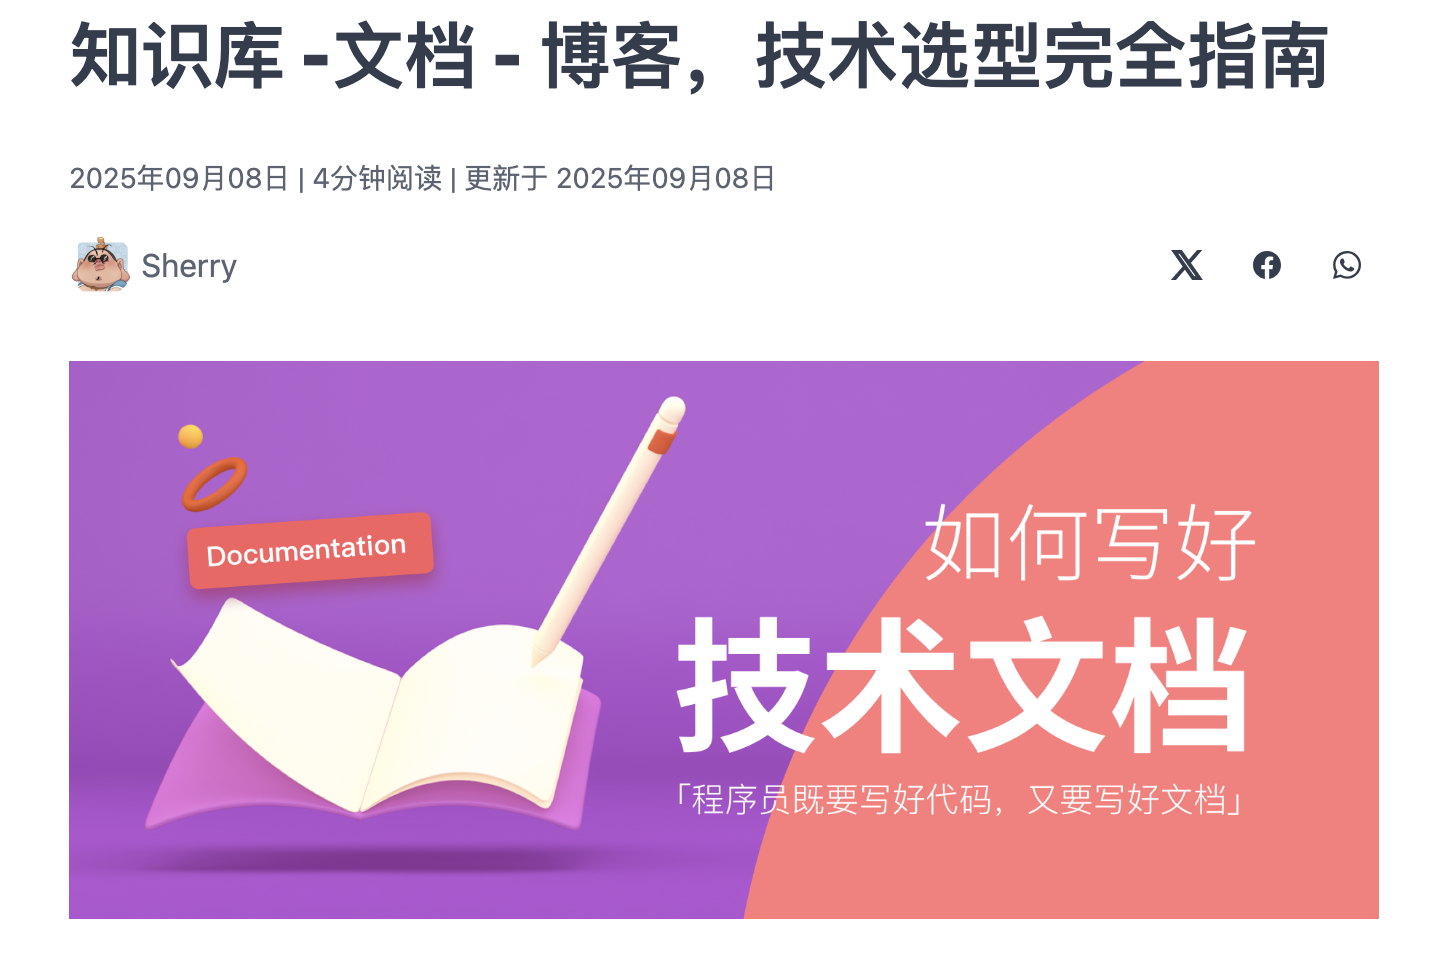 知识库 -文档 - 博客，技术选型完全指南
2025年09月08日 | 4分钟阅读 | 更新于 2025年09月08日
Sherry
Documentation
如何写好
技术文档
「程序员既要写好代码，又要写好文档」